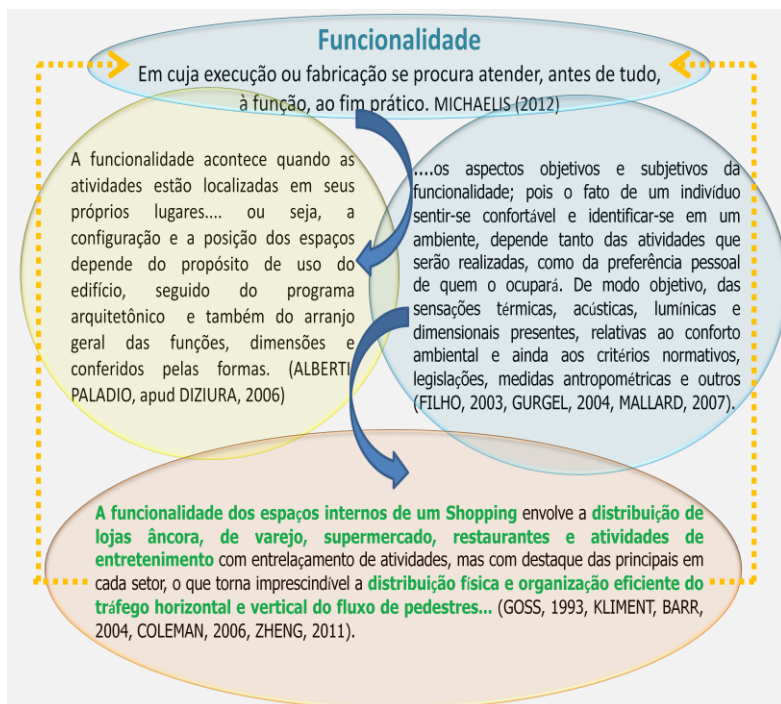 Funcionalidade
Em cuja execução ou fabricação se procura atender, antes de tudo,
à função, ao fim prático. MICHAELIS (2012)
A funcionalidade acontece quando as
atividades estão localizadas em seus
próprios lugares.... ou seja, a
configuração e a posição dos espaços
depende do propósito de uso do
edifício, seguido do programa
arquitetônico e também do arranjo
geral das funções, dimensões e
conferidos pelas formas. (ALBERTI
PALADIO, apud DIZIURA, 2006)
....os aspectos objetivos e subjetivos da
funcionalidade; pois o fato de um indivíduo
sentir-se confortável e identificar-se em um
ambiente, depende tanto das atividades que
serão realizadas, como da preferência pessoal
de quem o ocupará. De modo objetivo, das
sensações térmicas, acústicas, lumínicas e
dimensionais presentes, relativas ao conforto
ambiental e ainda aos critérios normativos,
legislações, medidas antropométricas e outros
(FILHO, 2003, GURGEL, 2004, MALLARD, 2007).
A funcionalidade dos espaços internos de um Shopping envolve a distribuição de
lojas âncora, de varejo, supermercado, restaurantes e atividades de
entretenimento com entrelaçamento de atividades, mas com destaque das principais em
cada setor, o que torna imprescindível a distribuição física e organização eficiente do
tráfego horizontal e vertical do fluxo de pedestres... (GOSS, 1993, KLIMENT, BARR,
2004, COLEMAN, 2006, ZHENG, 2011).